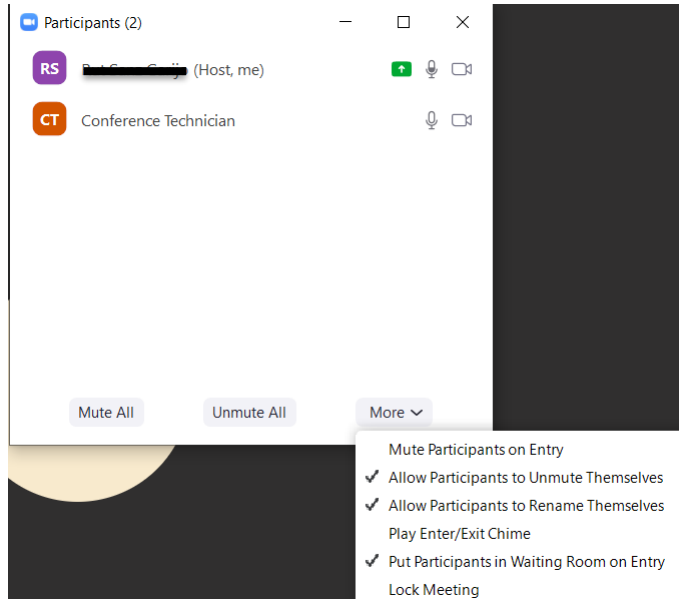 Participants (2)
RS (Host, me)
CT Conference Technician
Mute All Unmute All More
Mute Participants on Entry
Allow Participants to Unmute Themselves
Allow Participants to Rename Themselves
Play Enter/Exit Chime
Put Participants in Waiting Room on Entry
Lock Meeting